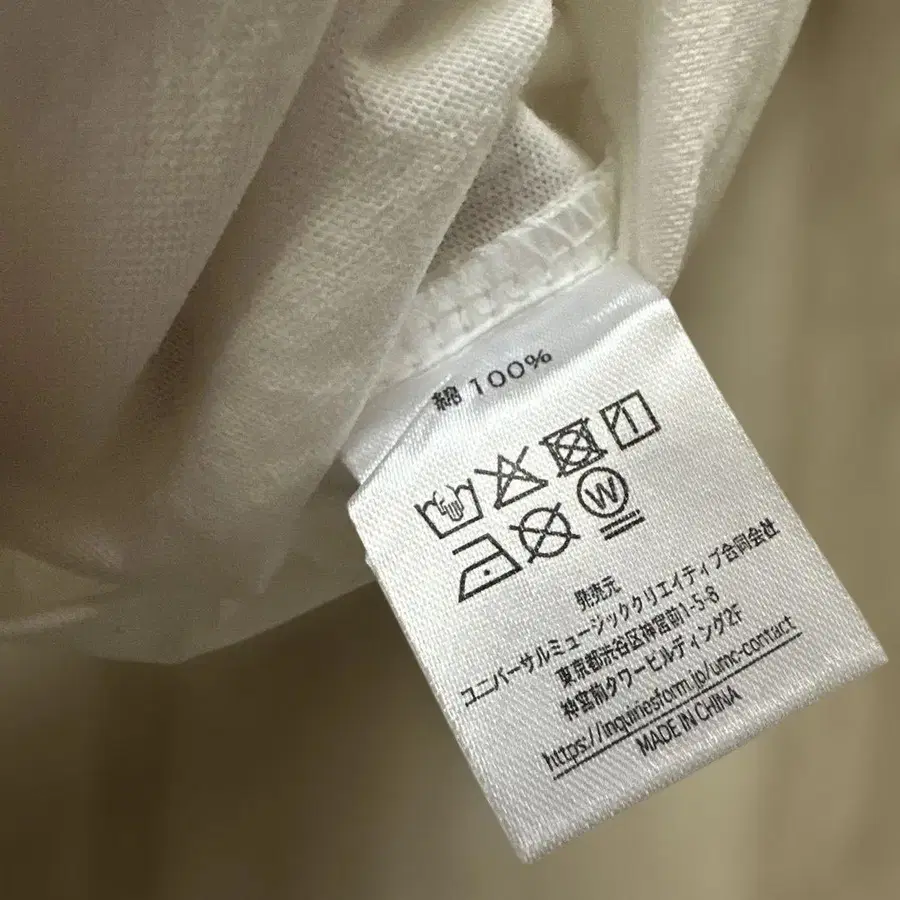 綿 100%
W
発売元
ユニバーサルミュージッククリエイティブ合同会社
東京都渋谷区神宮前1-5-8
神宮前タワービルディング2F
https://inquiriesform.jp/umc-contact
MADE IN CHINA